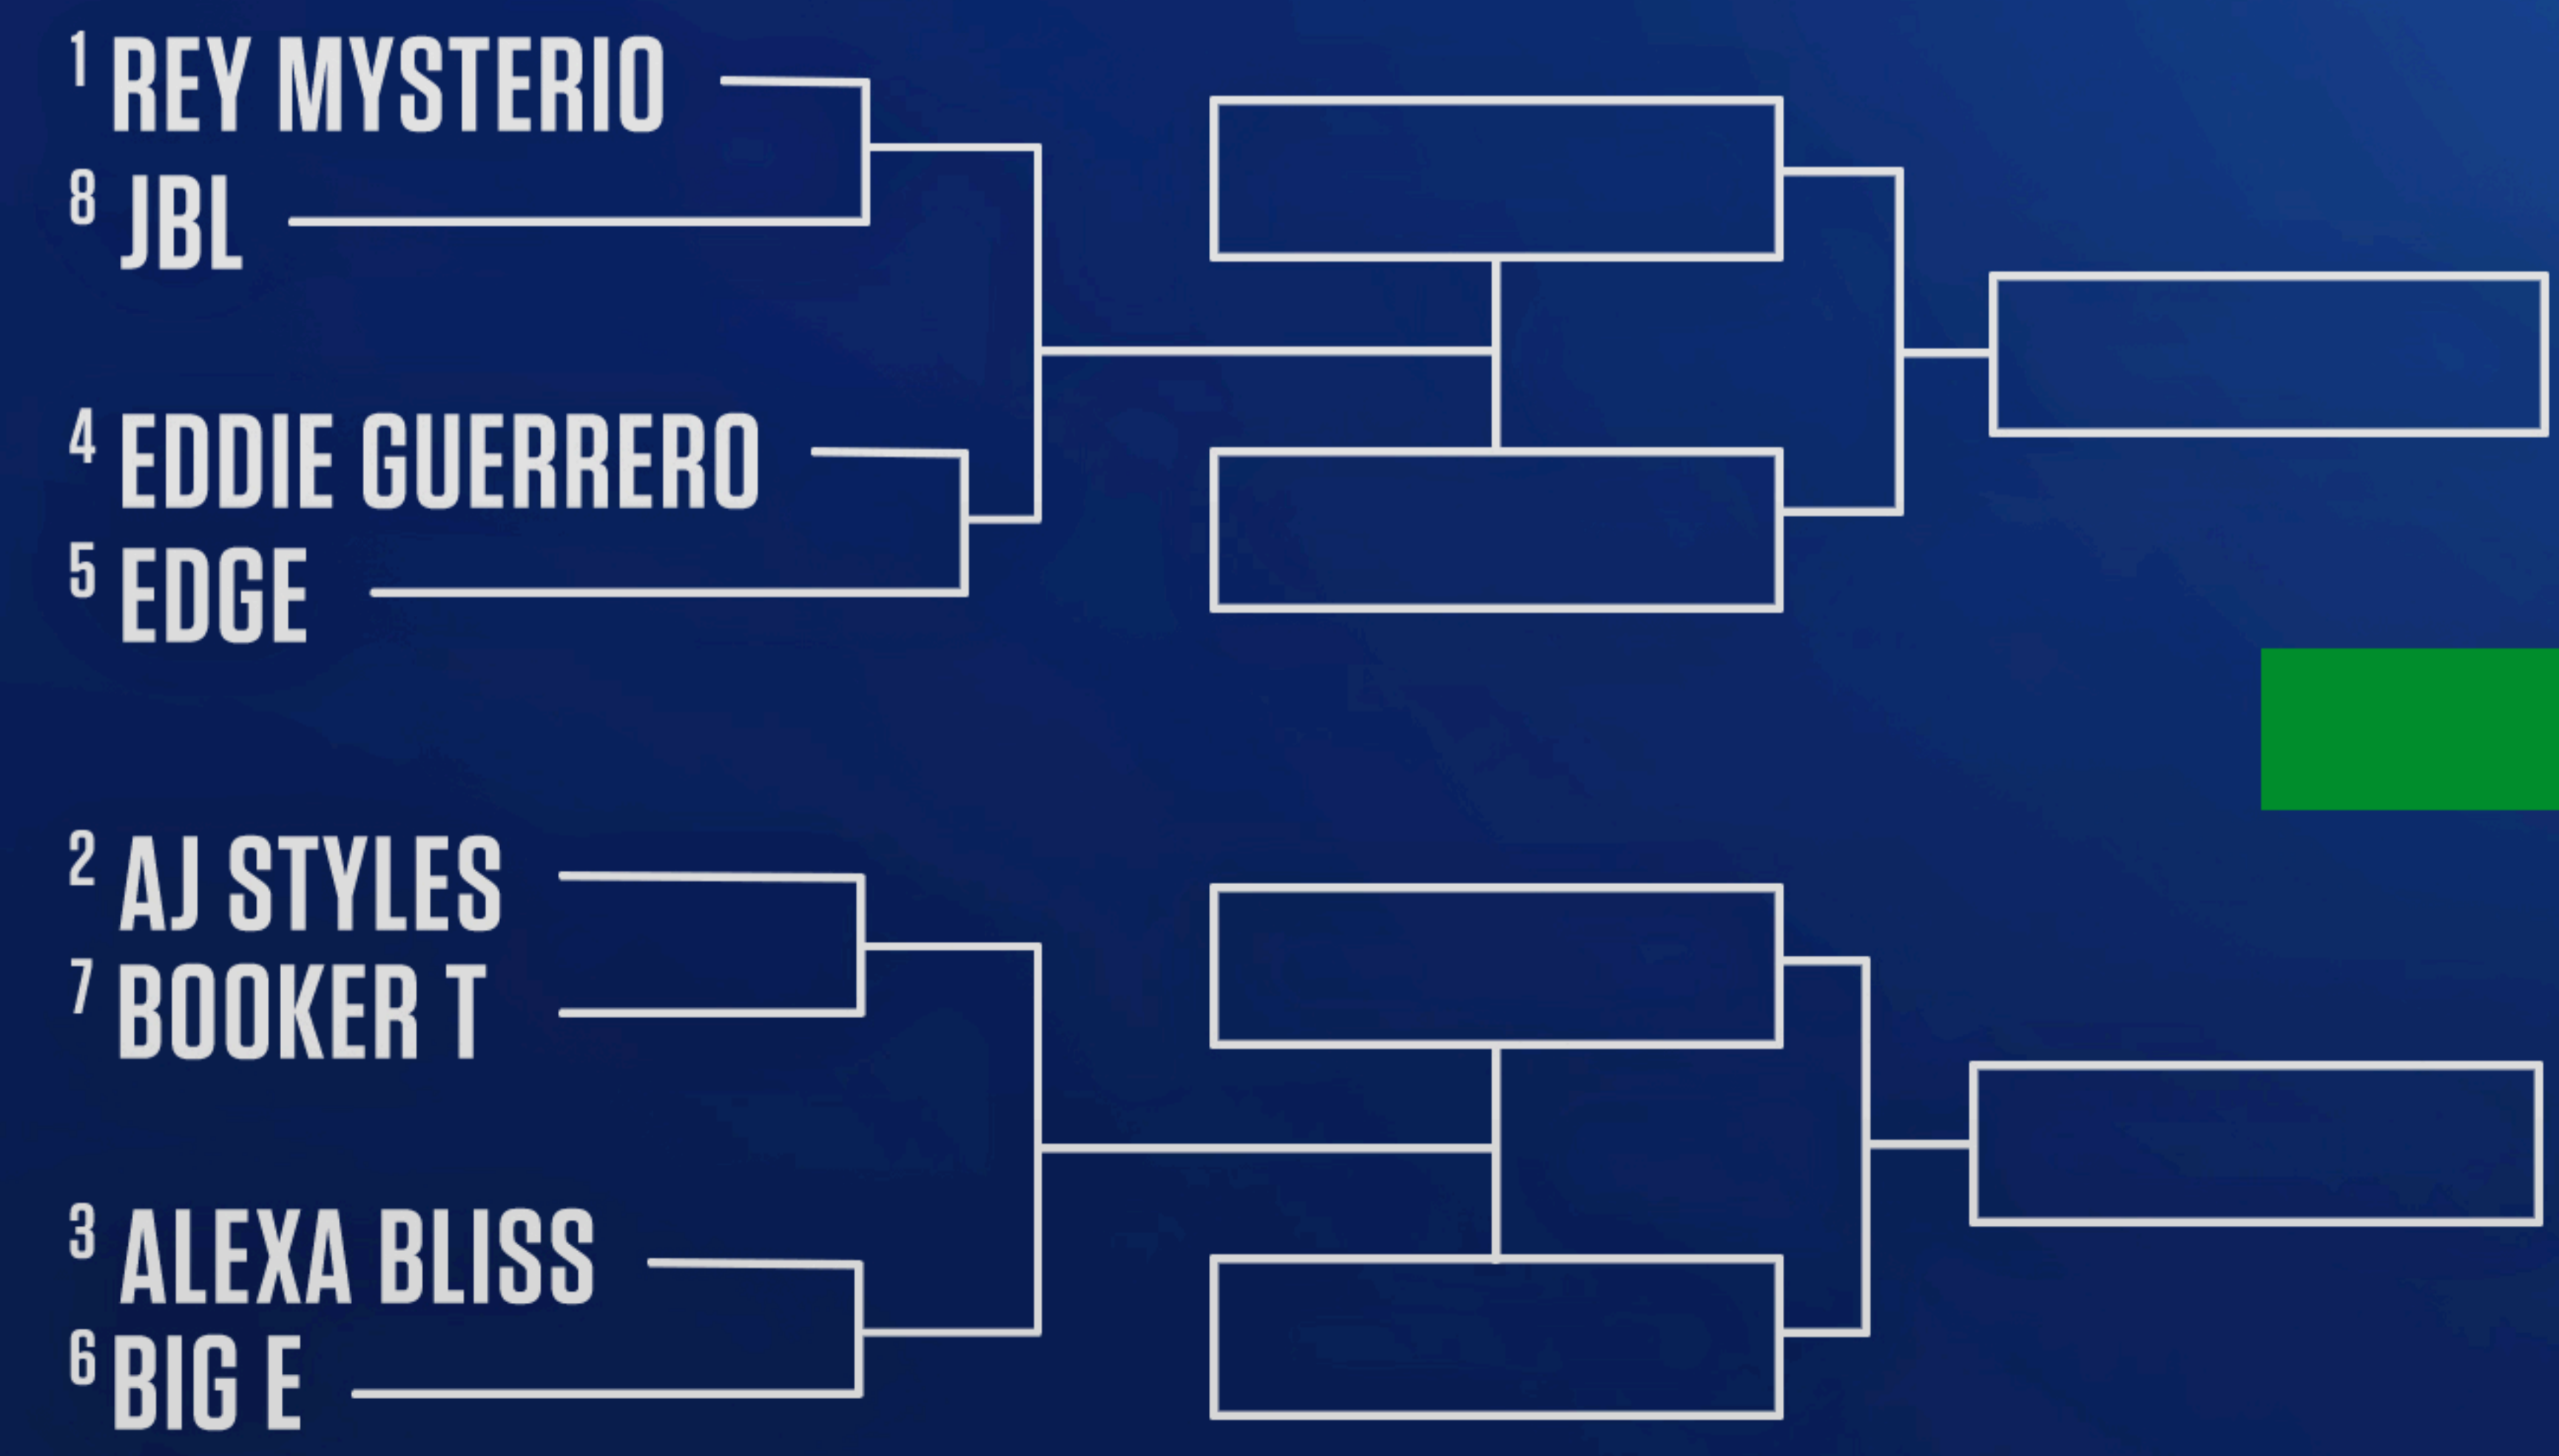 1 REY MYSTERIO
8 JBL
4 EDDIE GUERRERO
5 EDGE
2 AJ STYLES
7 BOOKER T
3 ALEXA BLISS
6 BIG E